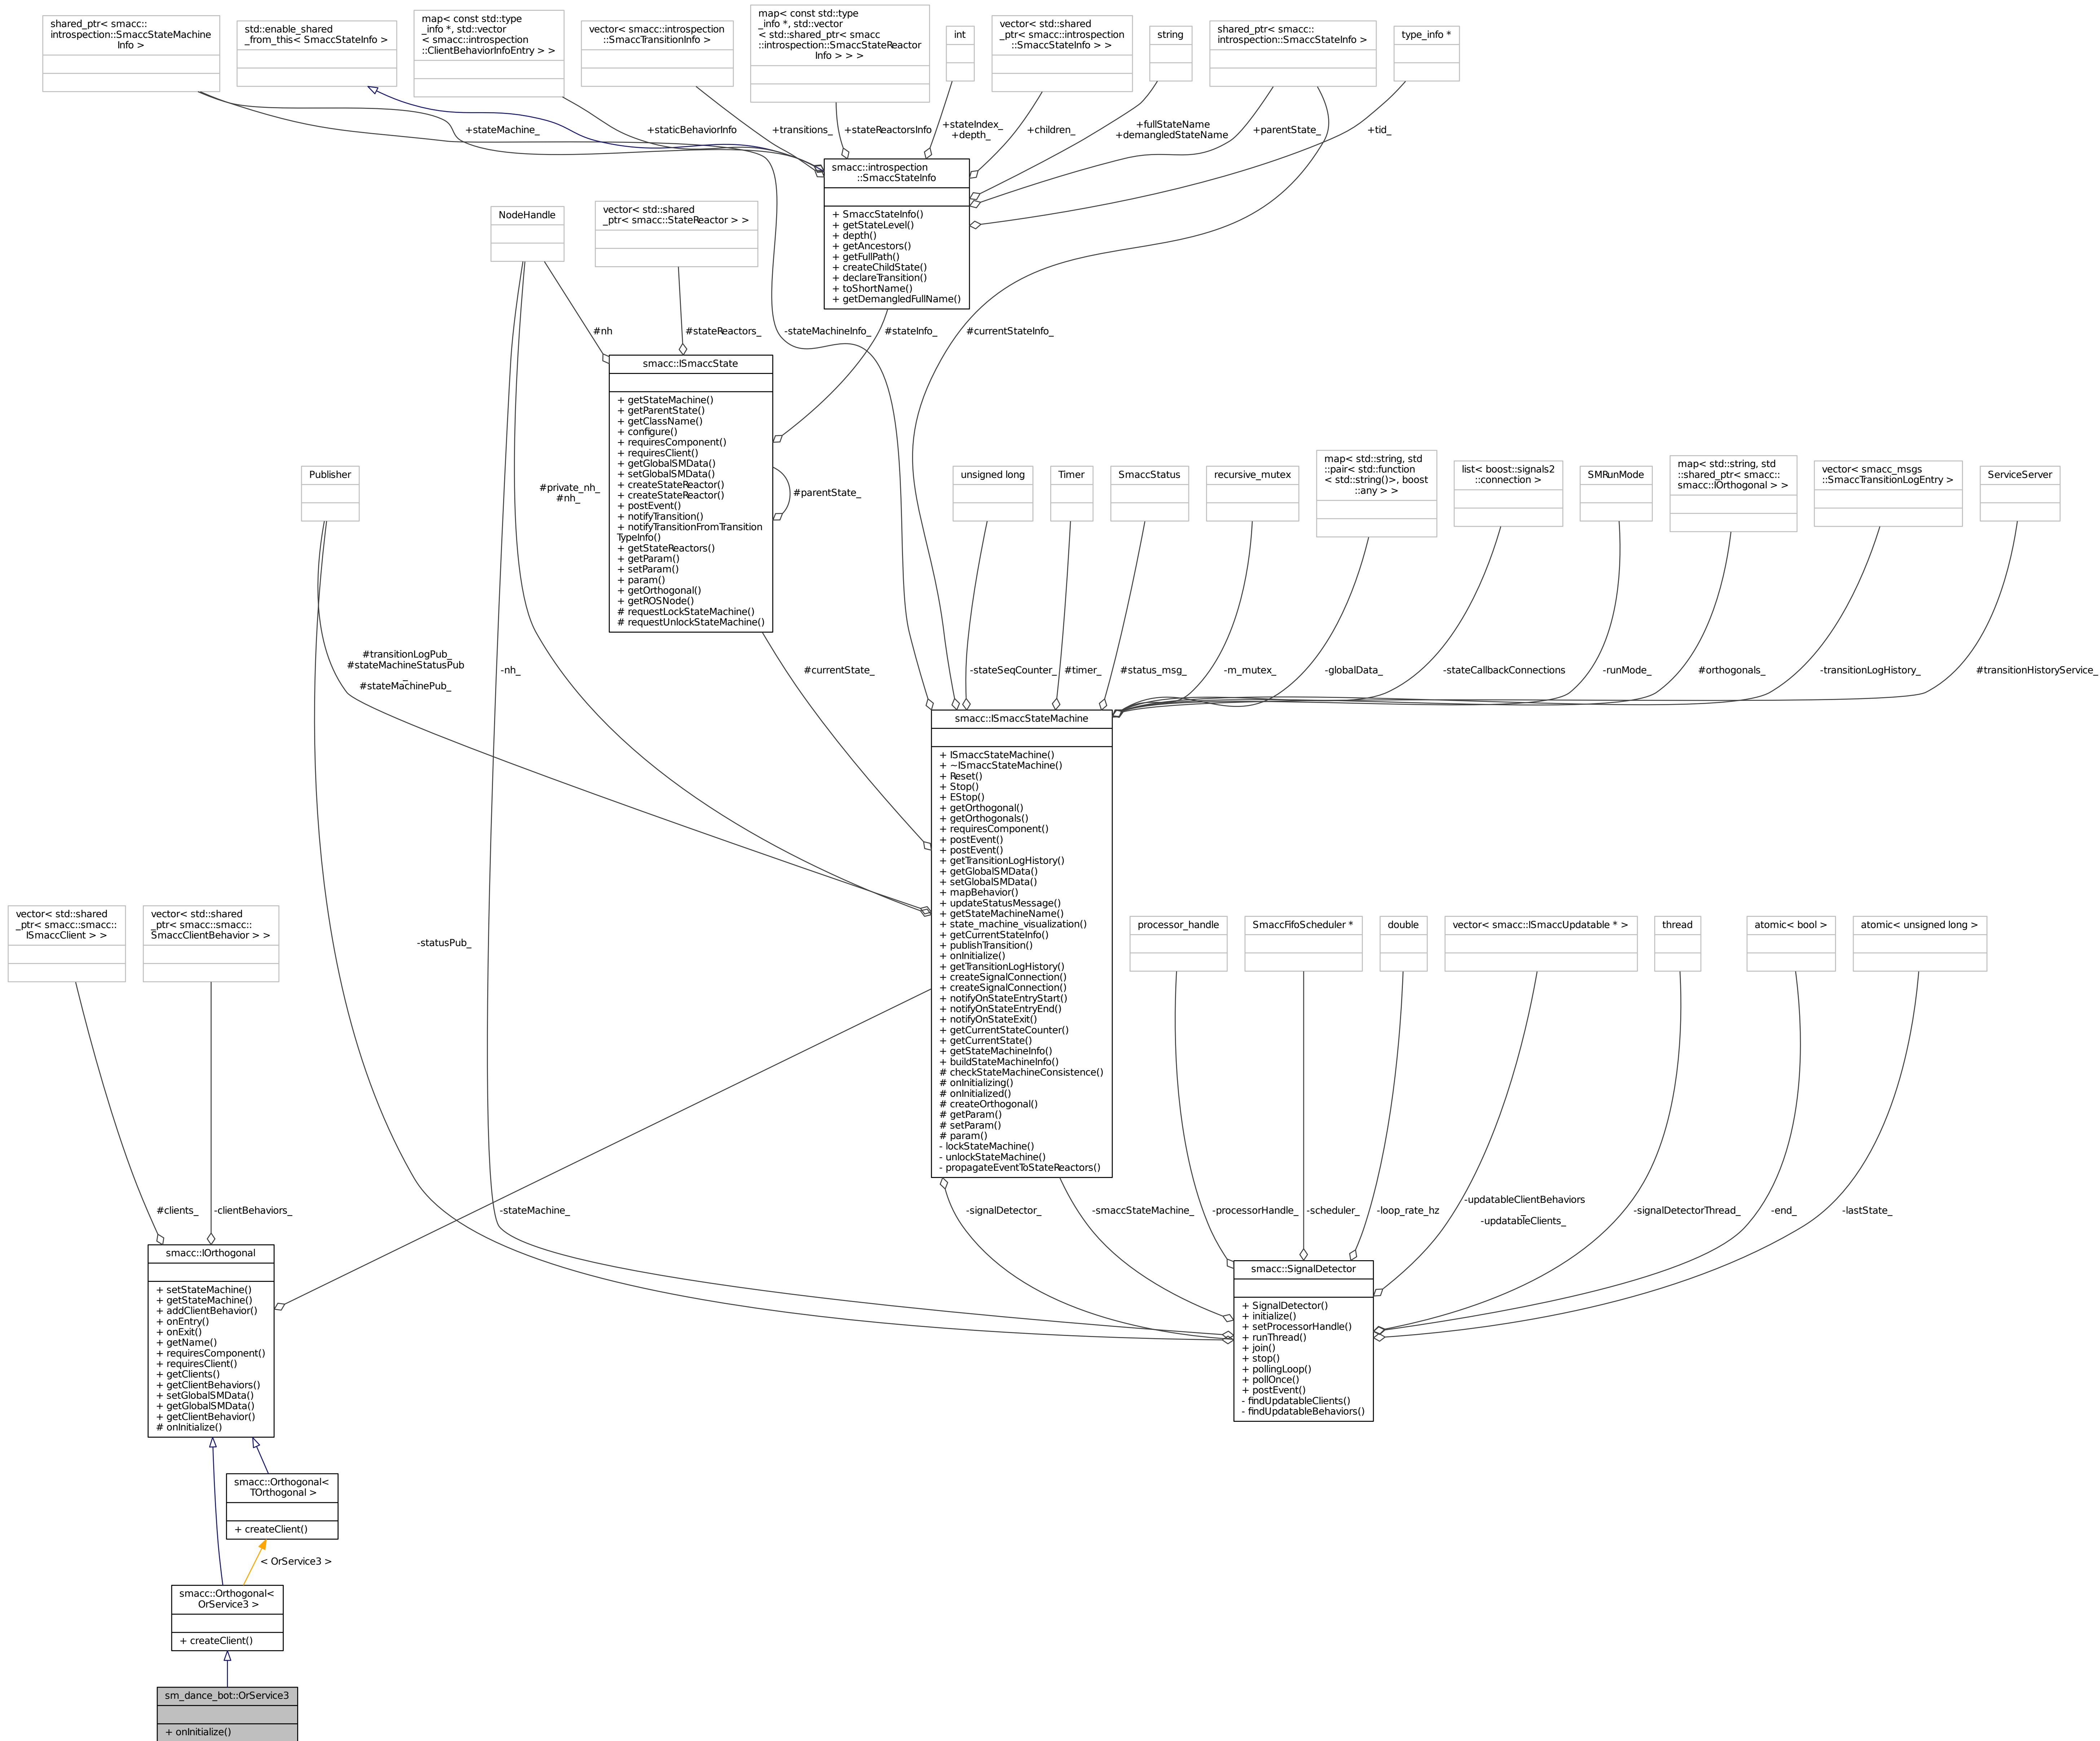 shared_ptr< smacc::
introspection::SmaccStateMachine
Info >
std::enable_shared
_from_this< SmaccStateInfo >
map< const std::type
_info *, std::vector
< smacc::introspection
::ClientBehaviorInfoEntry > >
vector< smacc::introspection
::SmaccTransitionInfo >
map< const std::type
_info *, std::vector
< std::shared_ptr< smacc
::introspection::SmaccStateReactor
Info > > >
int
vector< std::shared
_ptr< smacc::introspection
::SmaccStateInfo > >
string
shared_ptr< smacc::
introspection::SmaccStateInfo >
type_info *
+stateMachine_
+staticBehaviorInfo
+transitions_
+stateReactorsInfo
+stateIndex_
+depth_
+children_
+fullStateName
+demangledStateName
+parentState_
+tid_
smacc::introspection
::SmaccStateInfo
+ SmaccStateInfo()
+ getStateLevel()
+ depth()
+ getAncestors()
+ getFullPath()
+ createChildState()
+ declareTransition()
+ toShortName()
+ getDemangledFullName()
NodeHandle
vector< std::shared
_ptr< smacc::StateReactor > >
#nh
#stateReactors_
-stateMachineInfo_
#stateInfo_
#currentStateInfo_
smacc::ISmaccState
+ getStateMachine()
+ getParentState()
+ getClassName()
+ configure()
+ requiresComponent()
+ requiresClient()
+ getGlobalSMData()
+ setGlobalSMData()
+ createStateReactor()
+ createStateReactor()
+ postEvent()
+ notifyTransition()
+ notifyTransitionFromTransition
TypeInfo()
+ getStateReactors()
+ getParam()
+ setParam()
+ param()
+ getOrthogonal()
+ getROSNode()
# requestLockStateMachine()
# requestUnlockStateMachine()
#parentState_
#private_nh_
#nh_
Publisher
unsigned long
Timer
SmaccStatus
recursive_mutex
map< std::string, std
::pair< std::function
< std::string()>, boost
::any > >
list< boost::signals2
::connection >
SMRunMode
map< std::string, std
::shared_ptr< smacc::
smacc::IOrthogonal > >
vector< smacc_msgs
::SmaccTransitionLogEntry >
ServiceServer
#transitionLogPub_
#stateMachineStatusPub
_
#stateMachinePub_
-nh_
#currentState_
-stateSeqCounter_
#timer_
#status_msg_
-m_mutex_
-globalData_
-stateCallbackConnections
-runMode_
#orthogonals_
-transitionLogHistory_
#transitionHistoryService_
smacc::ISmaccStateMachine
+ ISmaccStateMachine()
+ ~ISmaccStateMachine()
+ Reset()
+ Stop()
+ EStop()
+ getOrthogonal()
+ getOrthogonals()
+ requiresComponent()
+ postEvent()
+ postEvent()
+ getTransitionLogHistory()
+ getGlobalSMData()
+ setGlobalSMData()
+ mapBehavior()
+ updateStatusMessage()
+ getStateMachineName()
+ state_machine_visualization()
+ getCurrentStateInfo()
+ publishTransition()
+ onInitialize()
+ getTransitionLogHistory()
+ createSignalConnection()
+ createSignalConnection()
+ notifyOnStateEntryStart()
+ notifyOnStateEntryEnd()
+ notifyOnStateExit()
+ getCurrentStateCounter()
+ getCurrentState()
+ getStateMachineInfo()
+ buildStateMachineInfo()
# checkStateMachineConsistence()
# onInitializing()
# onInitialized()
# createOrthogonal()
# getParam()
# setParam()
# param()
- lockStateMachine()
- unlockStateMachine()
- propagateEventToStateReactors()
vector< std::shared
_ptr< smacc::smacc::
ISmaccClient > >
vector< std::shared
_ptr< smacc::smacc::
SmaccClientBehavior > >
-statusPub_
processor_handle
SmaccFifoScheduler *
double
vector< smacc::ISmaccUpdatable * >
thread
atomic< bool >
atomic< unsigned long >
#clients_
-clientBehaviors_
-stateMachine_
-signalDetector_
-smaccStateMachine_
-processorHandle_
-scheduler_
-loop_rate_hz
-updatableClientBehaviors
_
-updatableClients_
-signalDetectorThread_
-end_
-lastState_
smacc::IOrthogonal
+ setStateMachine()
+ getStateMachine()
+ addClientBehavior()
+ onEntry()
+ onExit()
+ getName()
+ requiresComponent()
+ requiresClient()
+ getClients()
+ getClientBehaviors()
+ setGlobalSMData()
+ getGlobalSMData()
+ getClientBehavior()
# onInitialize()
smacc::SignalDetector
+ SignalDetector()
+ initialize()
+ setProcessorHandle()
+ runThread()
+ join()
+ stop()
+ pollingLoop()
+ pollOnce()
+ postEvent()
- findUpdatableClients()
- findUpdatableBehaviors()
smacc::Orthogonal<
TOrthogonal >
+ createClient()
< OrService3 >
smacc::Orthogonal<
OrService3 >
+ createClient()
sm_dance_bot::OrService3
+ onInitialize()